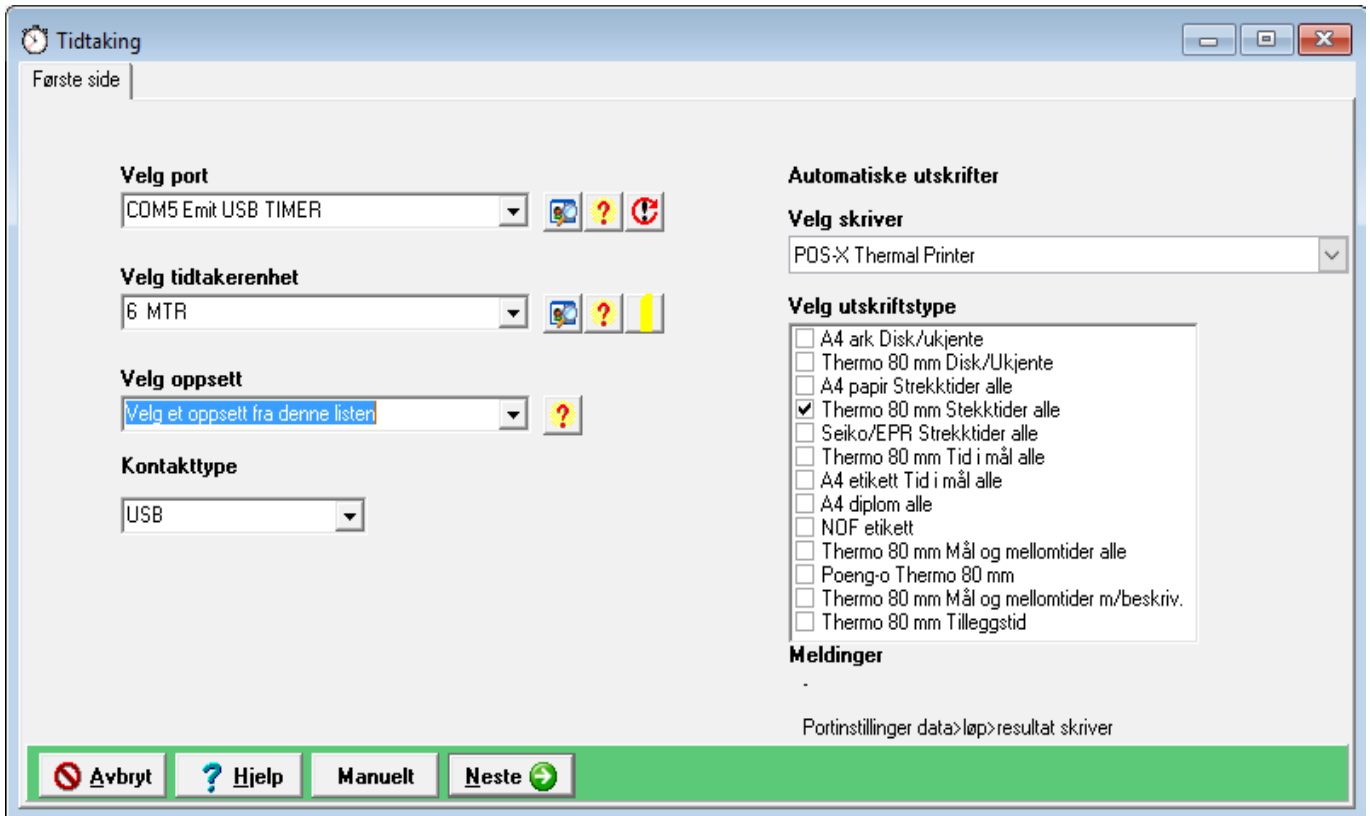 Tidtaking
Første side
Velg port
COM5 Emit USB TIMER
Velg tidtakerenhet
6 MTR
Velg oppsett
Velg et oppsett fra denne listen
Kontakttype
USB
Automatiske utskrifter
Velg skriver
POS-X Thermal Printer
Velg utskriftstype
A4 ark Disk/ukjente
Thermo 80 mm Disk/Ukjente
A4 papir Strekktider alle
Thermo 80 mm Stekktider alle
Seiko/EPR Strekktider alle
Thermo 80 mm Tid i mål alle
A4 etikett Tid i mål alle
A4 diplom alle
NOF etikett
Thermo 80 mm Mål og mellomtider alle
Poeng-o Thermo 80 mm
Thermo 80 mm Mål og mellomtider m/beskriv.
Thermo 80 mm Tilleggstid
Meldinger
-
Portinstillinger data>løp>resultat skriver
Avbryt
Hjelp
Manuelt
Neste